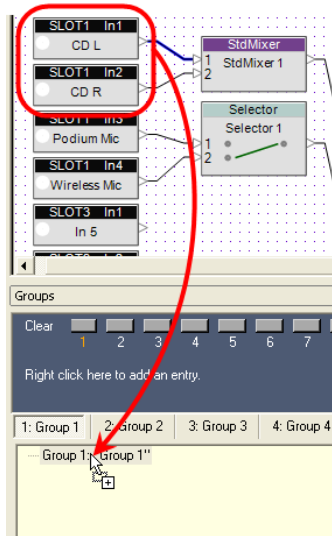 SLOT1 In1
CD L
SLOT1 In2
CD R
SLOT1 In3
Podium Mic
SLOT1 In4
Wireless Mic
SLOT3 In1
In 5
StdMixer
StdMixer 1
1
2
Selector
Selector 1
1
2
Groups
Clear
1 2 3 4 5 6 7
Right click here to add an entry.
1: Group 1 2: Group 2 3: Group 3 4: Group 4
Group 1: "Group 1"